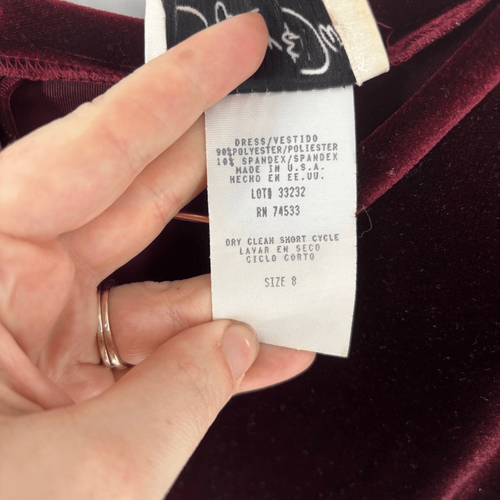 DRESS/VESTIDO
90%POLYESTER/POLIESTER
10% SPANDEX/SPANDEX
MADE IN U.S.A.
HECHO EN EE.UU.
LOT# 33232
RN 74533
DRY CLEAN SHORT CYCLE
LAVAR EN SECO
CICLO CORTO
SIZE 8